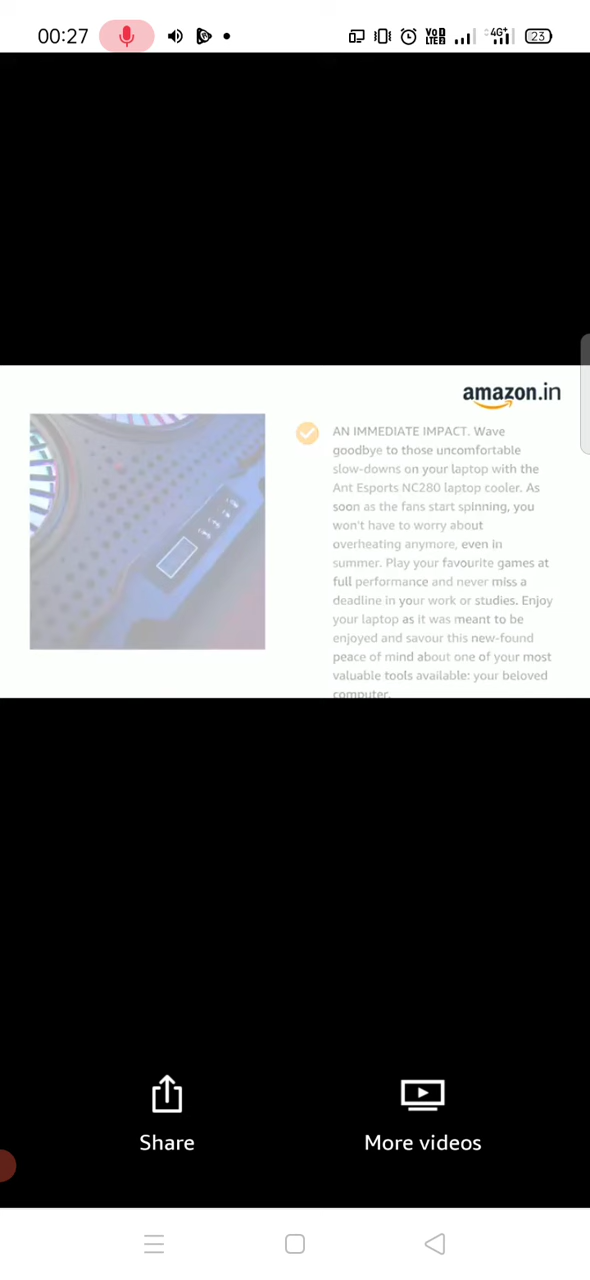 00:27 VoD LTE2 4G+ 23
amazon.in
AN IMMEDIATE IMPACT. Wave
goodbye to those uncomfortable
slow-downs on your laptop with the
Ant Esports NC280 laptop cooler. As
soon as the fans start spinning, you
won't have to worry about
overheating anymore, even in
summer. Play your favourite games at
full performance and never miss a
deadline in your work or studies. Enjoy
your laptop as it was meant to be
enjoyed and savour this new-found
peace of mind about one of your most
valuable tools available: your beloved
computer.
Share
More videos